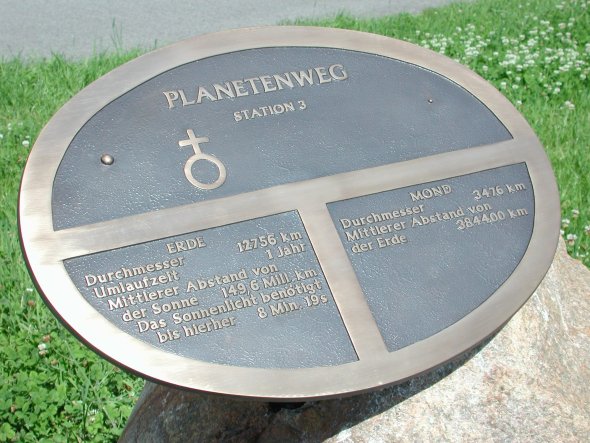 PLANETENWEG
STATION 3
ERDE
Durchmesser 12756 km
Umlaufzeit 1 Jahr
Mittlerer Abstand von
der Sonne 149,6 Mill.km
Das Sonnenlicht benötigt
bis hierher 8 Min. 19s
MOND
Durchmesser 3476 km
Mittlerer Abstand von
der Erde 384400 km